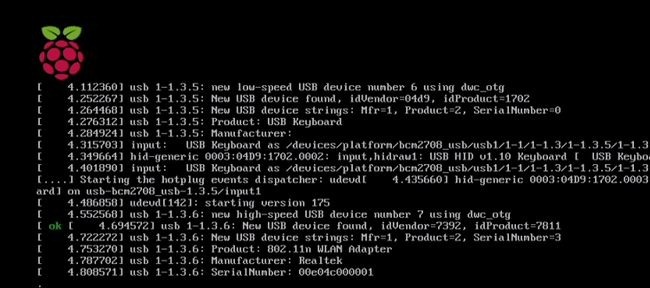 [    4.112360] usb 1-1.3.5: new low-speed USB device number 6 using dwc_otg
[    4.252267] usb 1-1.3.5: New USB device found, idVendor=04d9, idProduct=1702
[    4.264468] usb 1-1.3.5: New USB device strings: Mfr=1, Product=2, SerialNumber=0
[    4.276312] usb 1-1.3.5: Product: USB Keyboard
[    4.284924] usb 1-1.3.5: Manufacturer:
[    4.315703] input:   USB Keyboard as /devices/platform/bcm2708_usb/usb1/1-1/1-1.3/1-1.3.5/1-1.3
[    4.349664] hid-generic 0003:04D9:1702.0002: input,hidraw1: USB HID v1.10 Keyboard [  USB Keybo
[    4.401890] input:   USB Keyboard as /devices/platform/bcm2708_usb/usb1/1-1/1-1.3/1-1.3.5/1-1.3
[....] Starting the hotplug events dispatcher: udevd[    4.435660] hid-generic 0003:04D9:1702.0003
ard] on usb-bcm2708_usb-1.3.5/input1
[    4.486858] udevd[142]: starting version 175
[    4.552568] usb 1-1.3.6: new high-speed USB device number 7 using dwc_otg
[ ok [    4.694572] usb 1-1.3.6: New USB device found, idVendor=7392, idProduct=7811
[    4.722272] usb 1-1.3.6: New USB device strings: Mfr=1, Product=2, SerialNumber=3
[    4.753270] usb 1-1.3.6: Product: 802.11n WLAN Adapter
[    4.787702] usb 1-1.3.6: Manufacturer: Realtek
[    4.808571] usb 1-1.3.6: SerialNumber: 00e04c000001